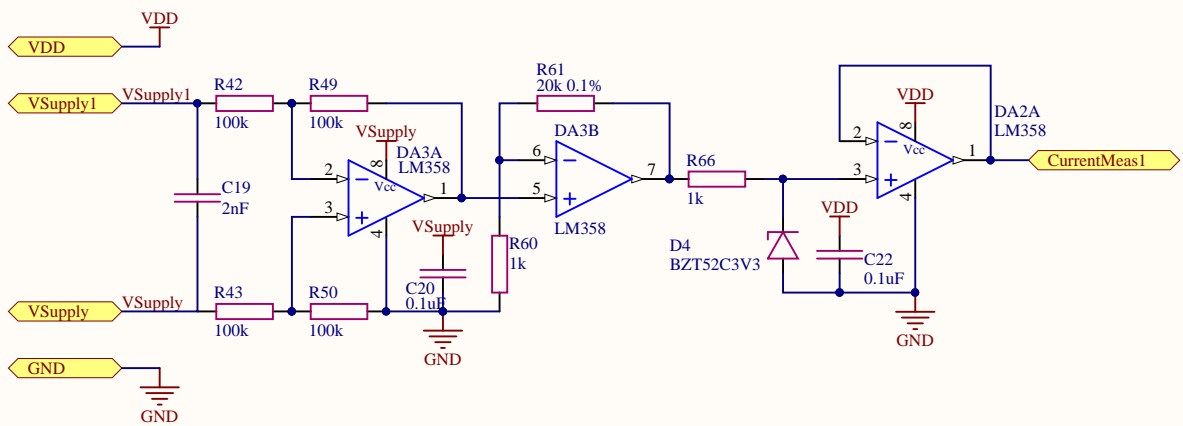 VDD
VDD
VSupply1
VSupply1
R42
100k
R49
100k
C19
2nF
VSupply
DA3A
LM358
2
3
8
Vcc
4
1
VSupply
C20
0.1uF
GND
VSupply
VSupply
R43
100k
R50
100k
GND
GND
R61
20k 0.1%
DA3B
6
5
7
LM358
R60
1k
R66
1k
D4
BZT52C3V3
VDD
C22
0.1uF
VDD
DA2A
LM358
2
3
8
Vcc
4
1
GND
CurrentMeas1